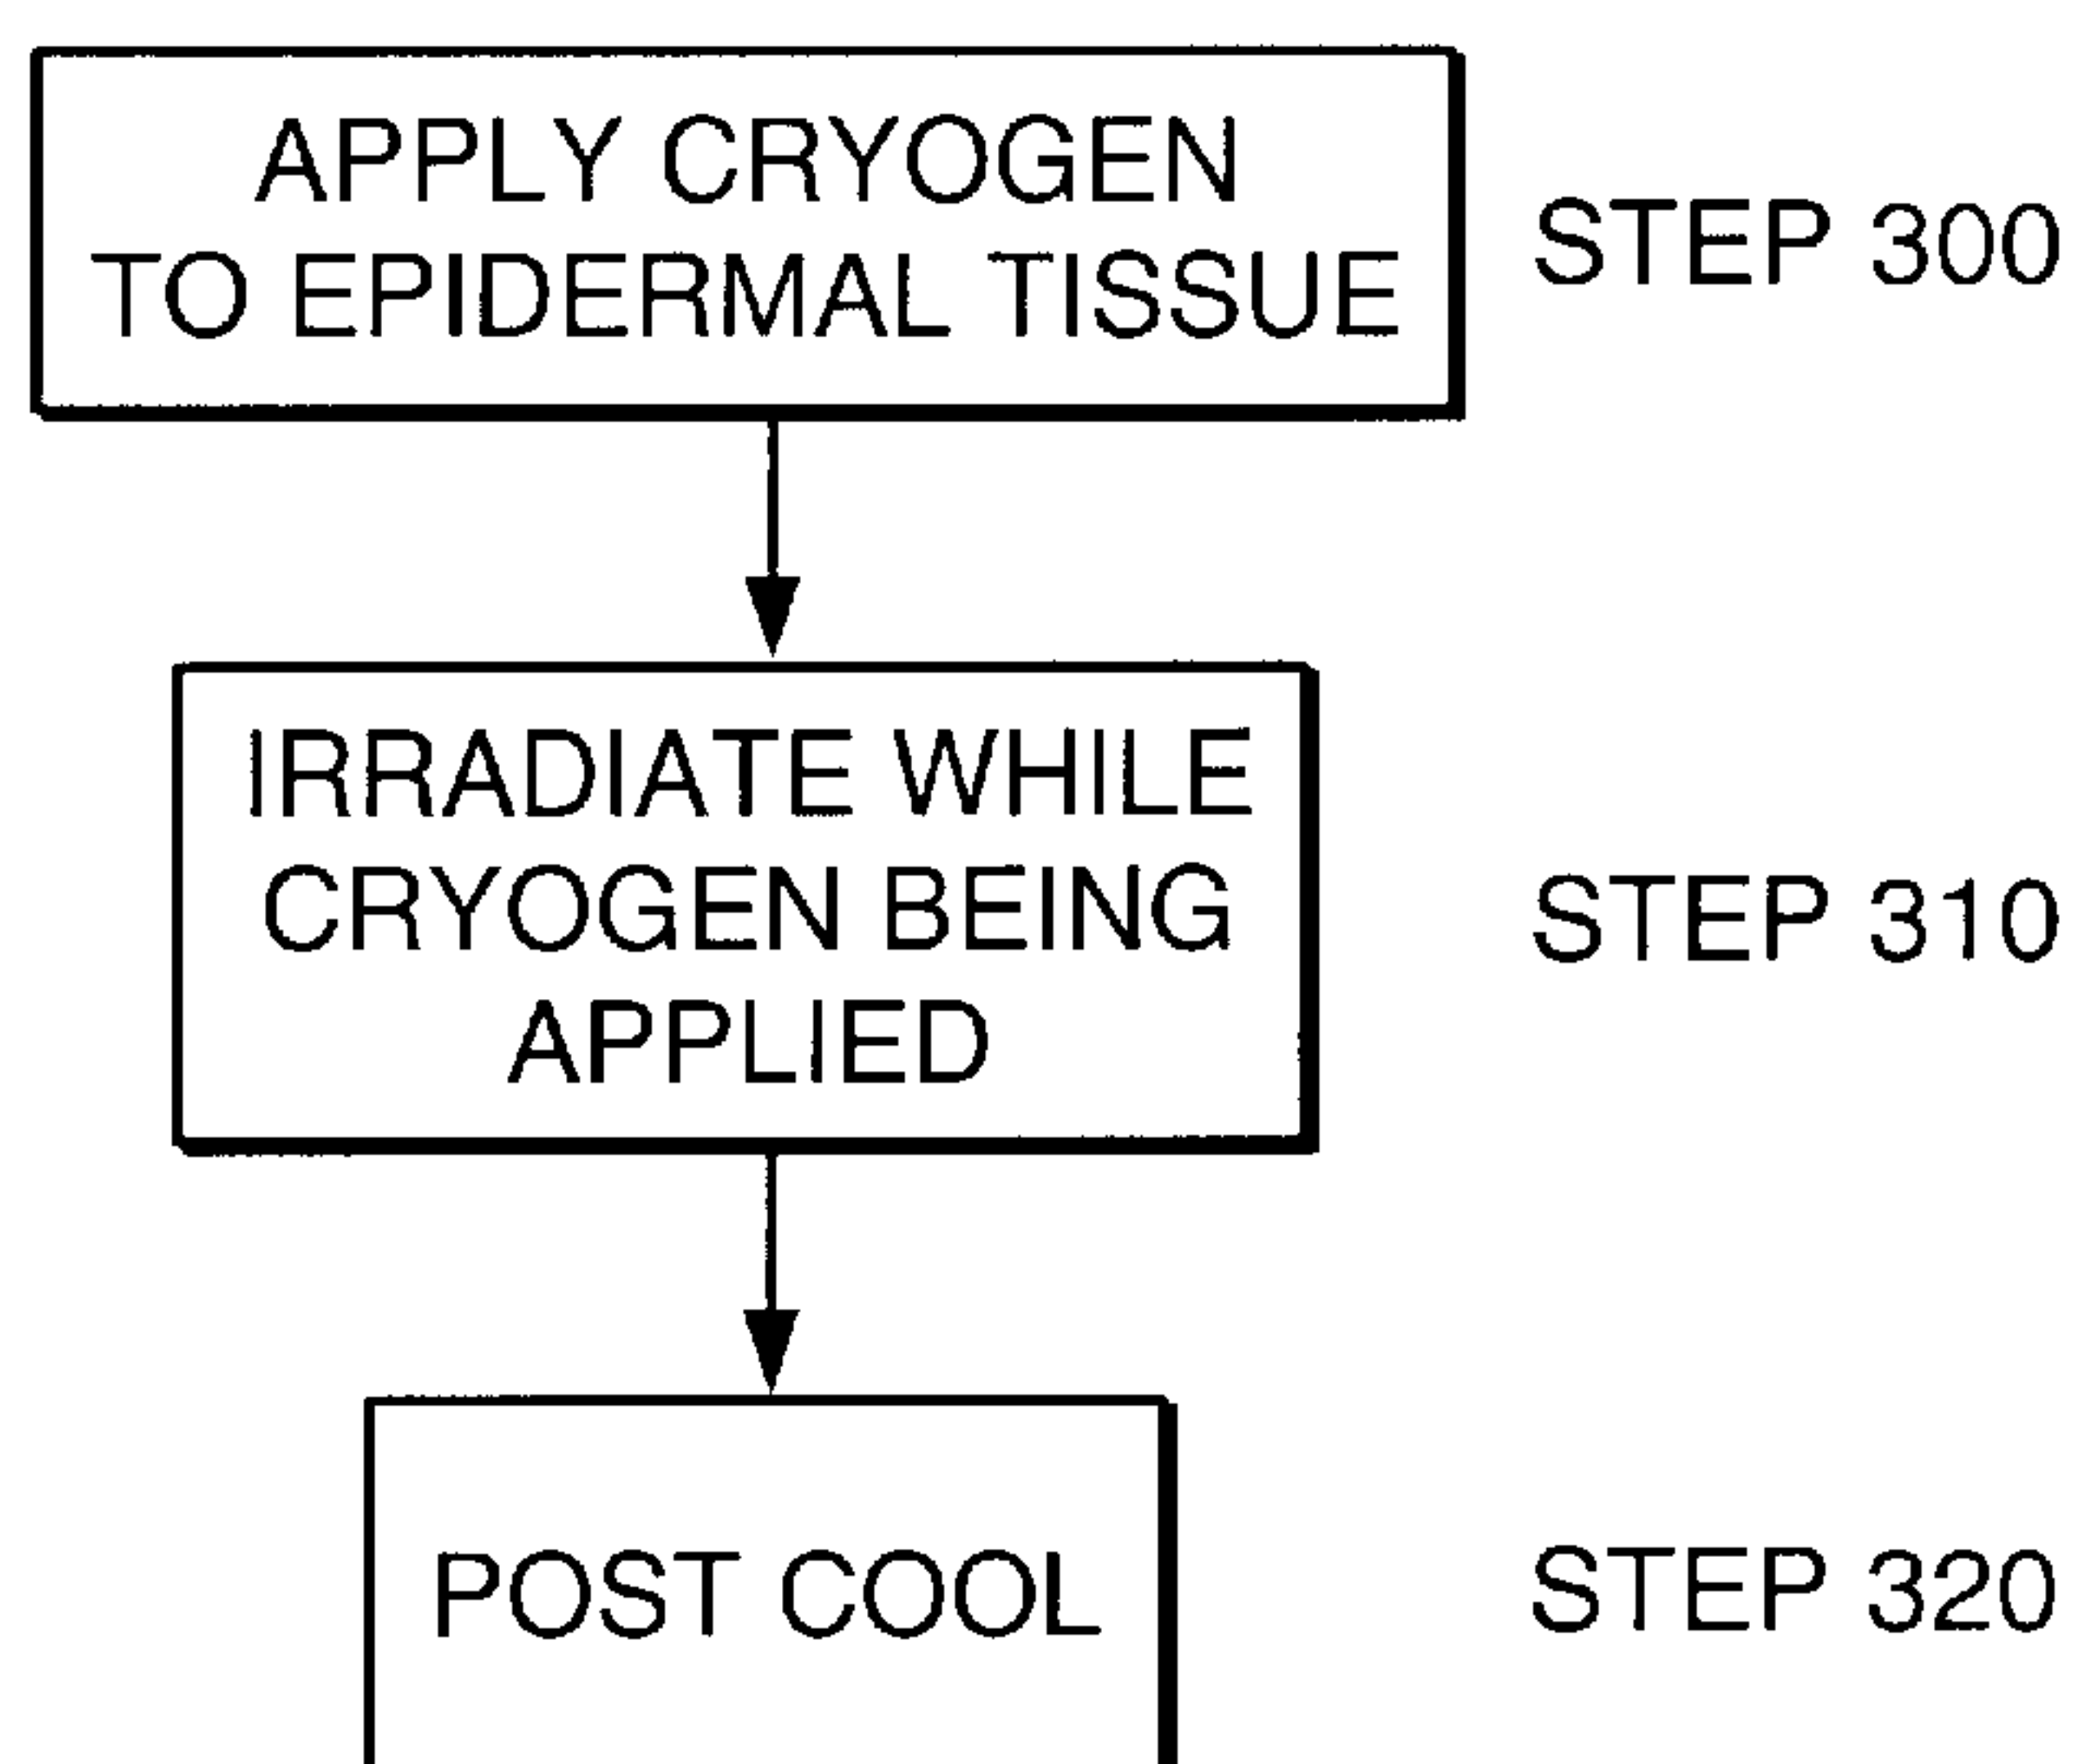 APPLY CRYOGEN
TO EPIDERMAL TISSUE
STEP 300
IRRADIATE WHILE
CRYOGEN BEING
APPLIED
STEP 310
POST COOL
STEP 320